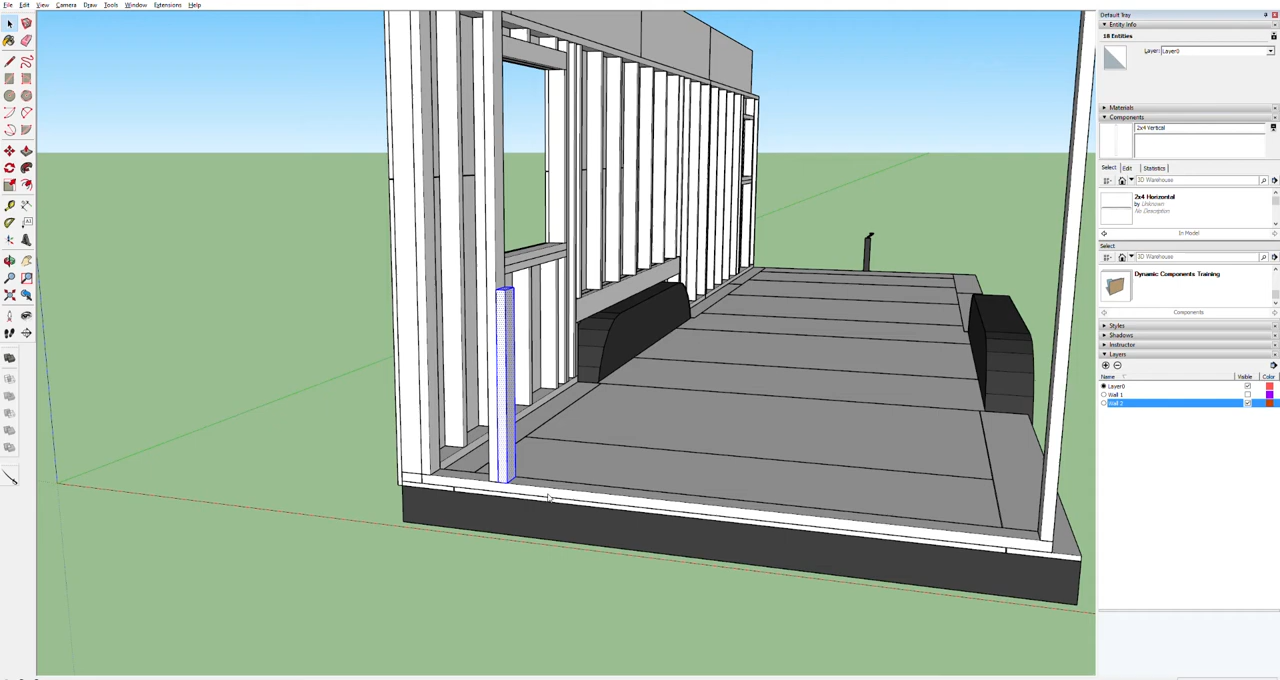 File Edit View Camera Draw Tools Window Extensions Help
Default Tray
Entity Info
18 Entities
Layer: Layer0
Materials
Components
2x4 Vertical
Select Edit Statistics
3D Warehouse
2x4 Horizontal
by Unknown
No Description
In Model
Select
3D Warehouse
Dynamic Components Training
Components
Styles
Shadows
Instructor
Layers
Name Visible Color
Layer0
Wall 1
Wall 2